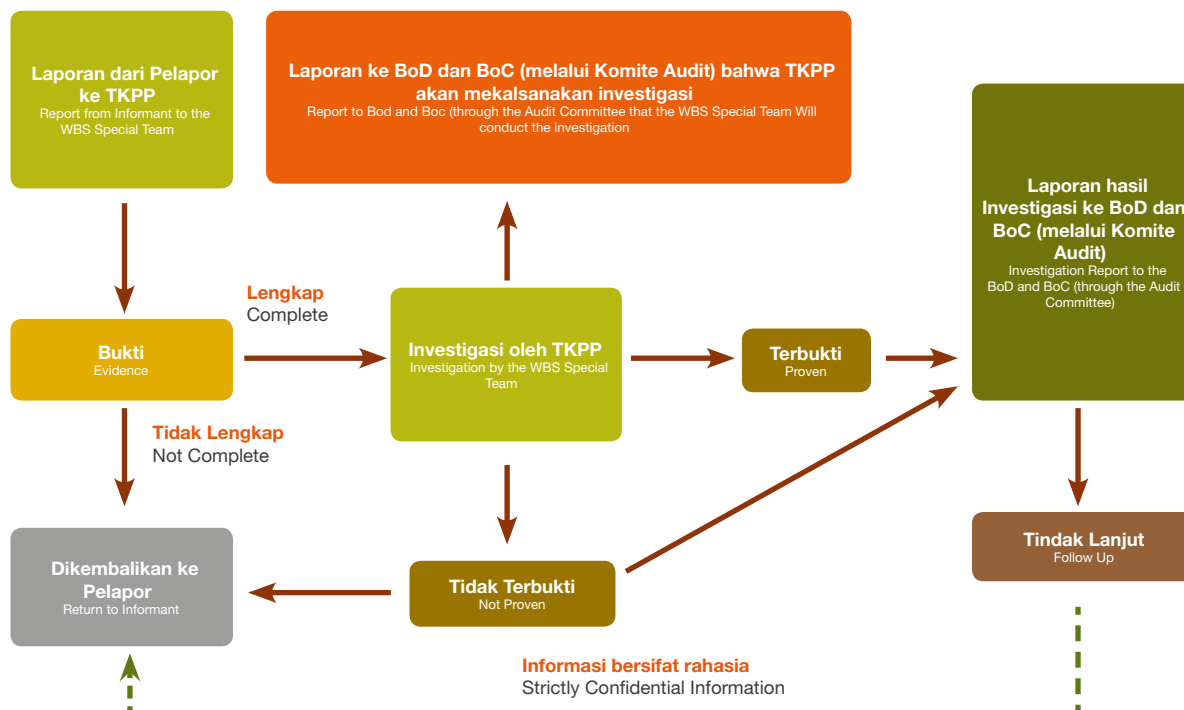 Laporan dari Pelapor
ke TKPP
Report from Informant to the
WBS Special Team
Laporan ke BoD dan BoC (melalui Komite Audit) bahwa TKPP
akan mekalsanakan investigasi
Report to Bod and Boc (through the Audit Committee that the WBS Special Team Will
conduct the investigation
Laporan hasil
Investigasi ke BoD dan
BoC (melalui Komite
Audit)
Investigation Report to the
BoD and BoC (through the Audit
Committee)
Lengkap
Complete
Bukti
Evidence
Investigasi oleh TKPP
Investigation by the WBS Special
Team
Terbukti
Proven
Tidak Lengkap
Not Complete
Dikembalikan ke
Pelapor
Return to Informant
Tidak Terbukti
Not Proven
Tindak Lanjut
Follow Up
Informasi bersifat rahasia
Strictly Confidential Information